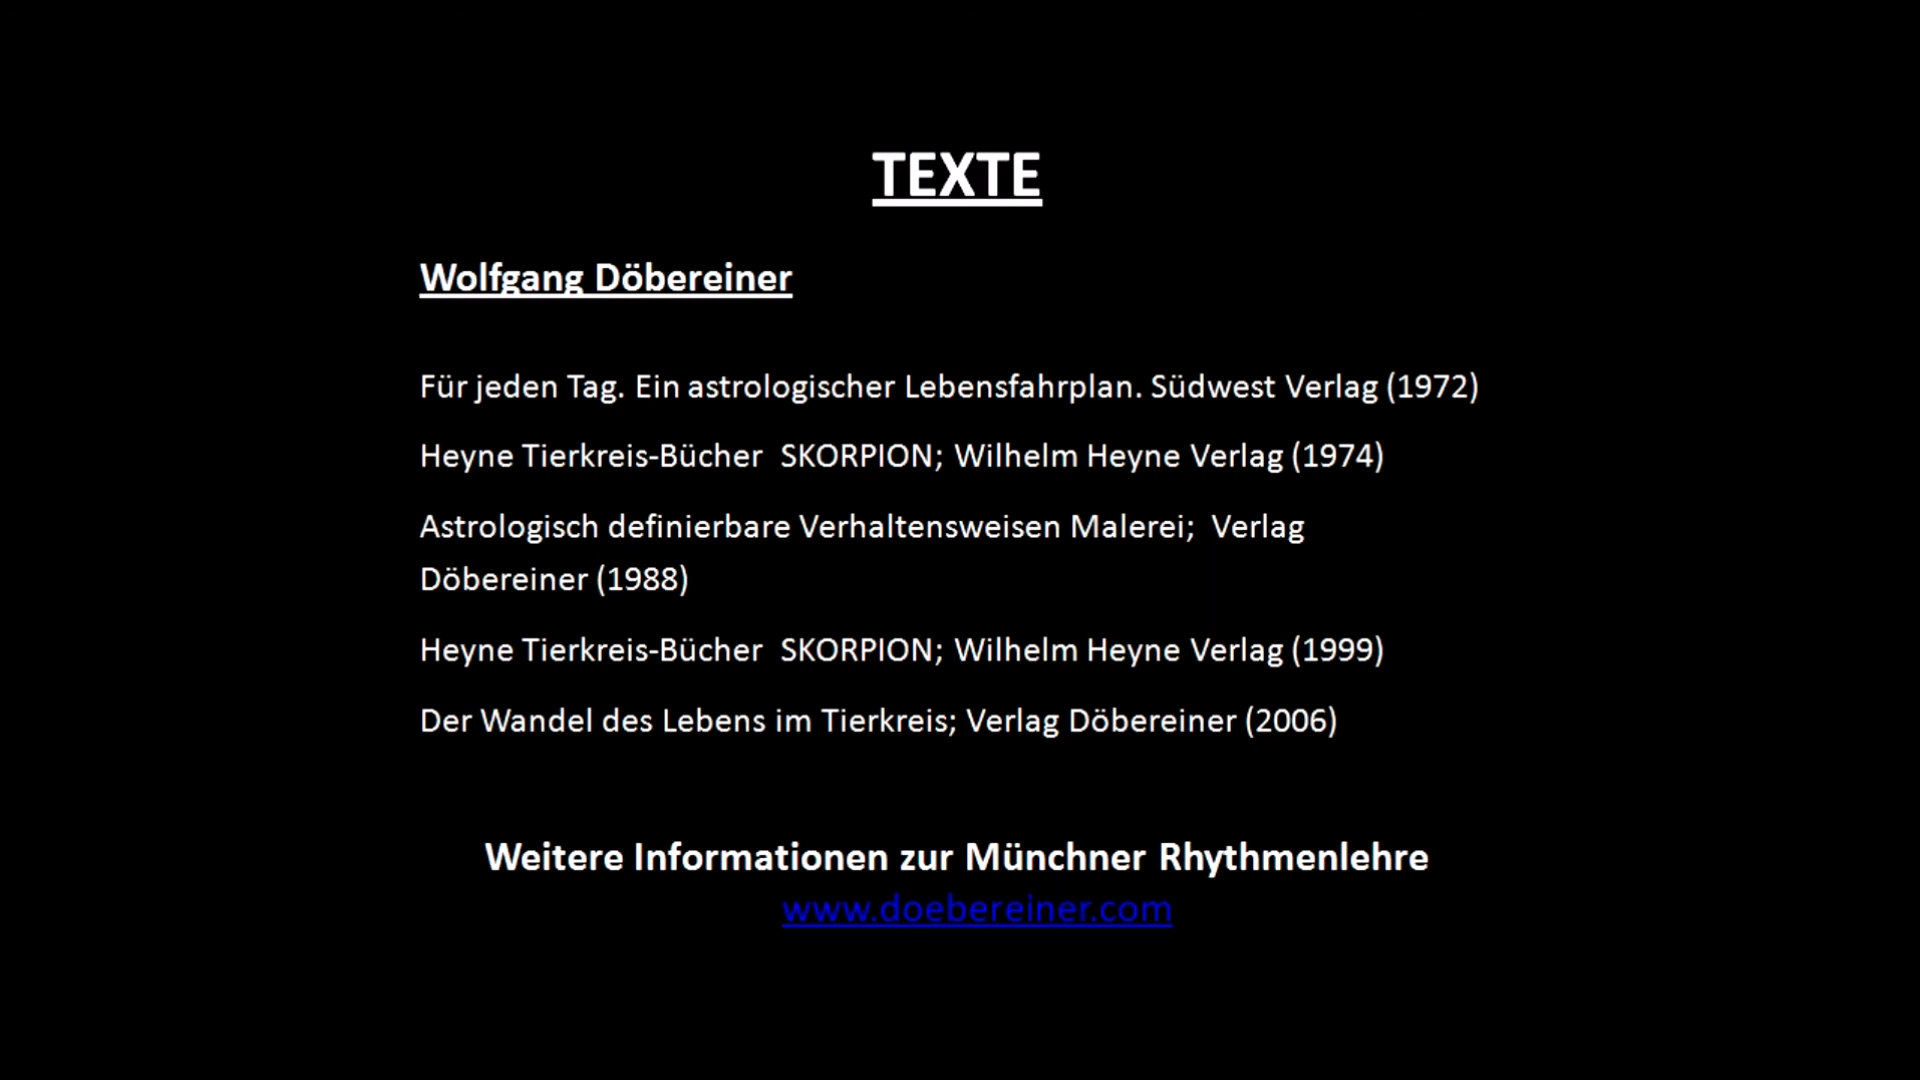 TEXTE
Wolfgang Döbereiner
Für jeden Tag. Ein astrologischer Lebensfahrplan. Südwest Verlag (1972)
Heyne Tierkreis-Bücher  SKORPION; Wilhelm Heyne Verlag (1974)
Astrologisch definierbare Verhaltensweisen Malerei;  Verlag
Döbereiner (1988)
Heyne Tierkreis-Bücher  SKORPION; Wilhelm Heyne Verlag (1999)
Der Wandel des Lebens im Tierkreis; Verlag Döbereiner (2006)
Weitere Informationen zur Münchner Rhythmenlehre
www.doebereiner.com